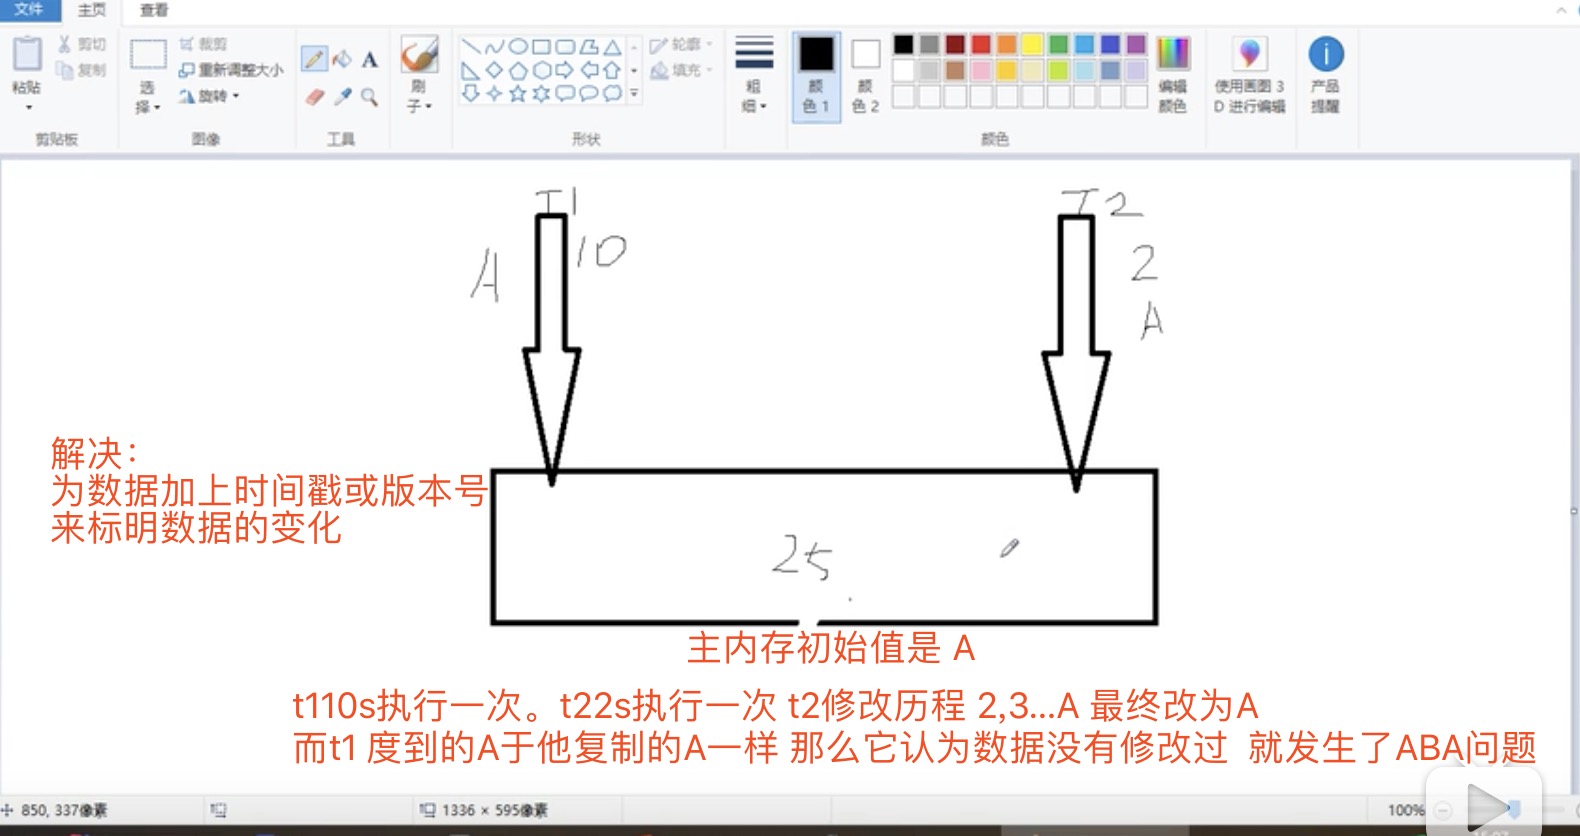 文件 主页 查看
剪切
复制
粘贴
剪贴板
选择
裁剪
重新调整大小
旋转
图像
A
工具
刷子
形状
轮廓
填充
粗细
颜色 1
颜色 2
颜色
编辑颜色
使用画图 3D 进行编辑
产品提醒
T1
T2
A
10
2
A
解决：
为数据加上时间戳或版本号
来标明数据的变化
25
主内存初始值是 A
t110s执行一次。t22s执行一次 t2修改历程 2,3...A 最终改为A
而t1 度到的A于他复制的A一样 那么它认为数据没有修改过 就发生了ABA问题
850, 337像素
1336 × 595像素
100%